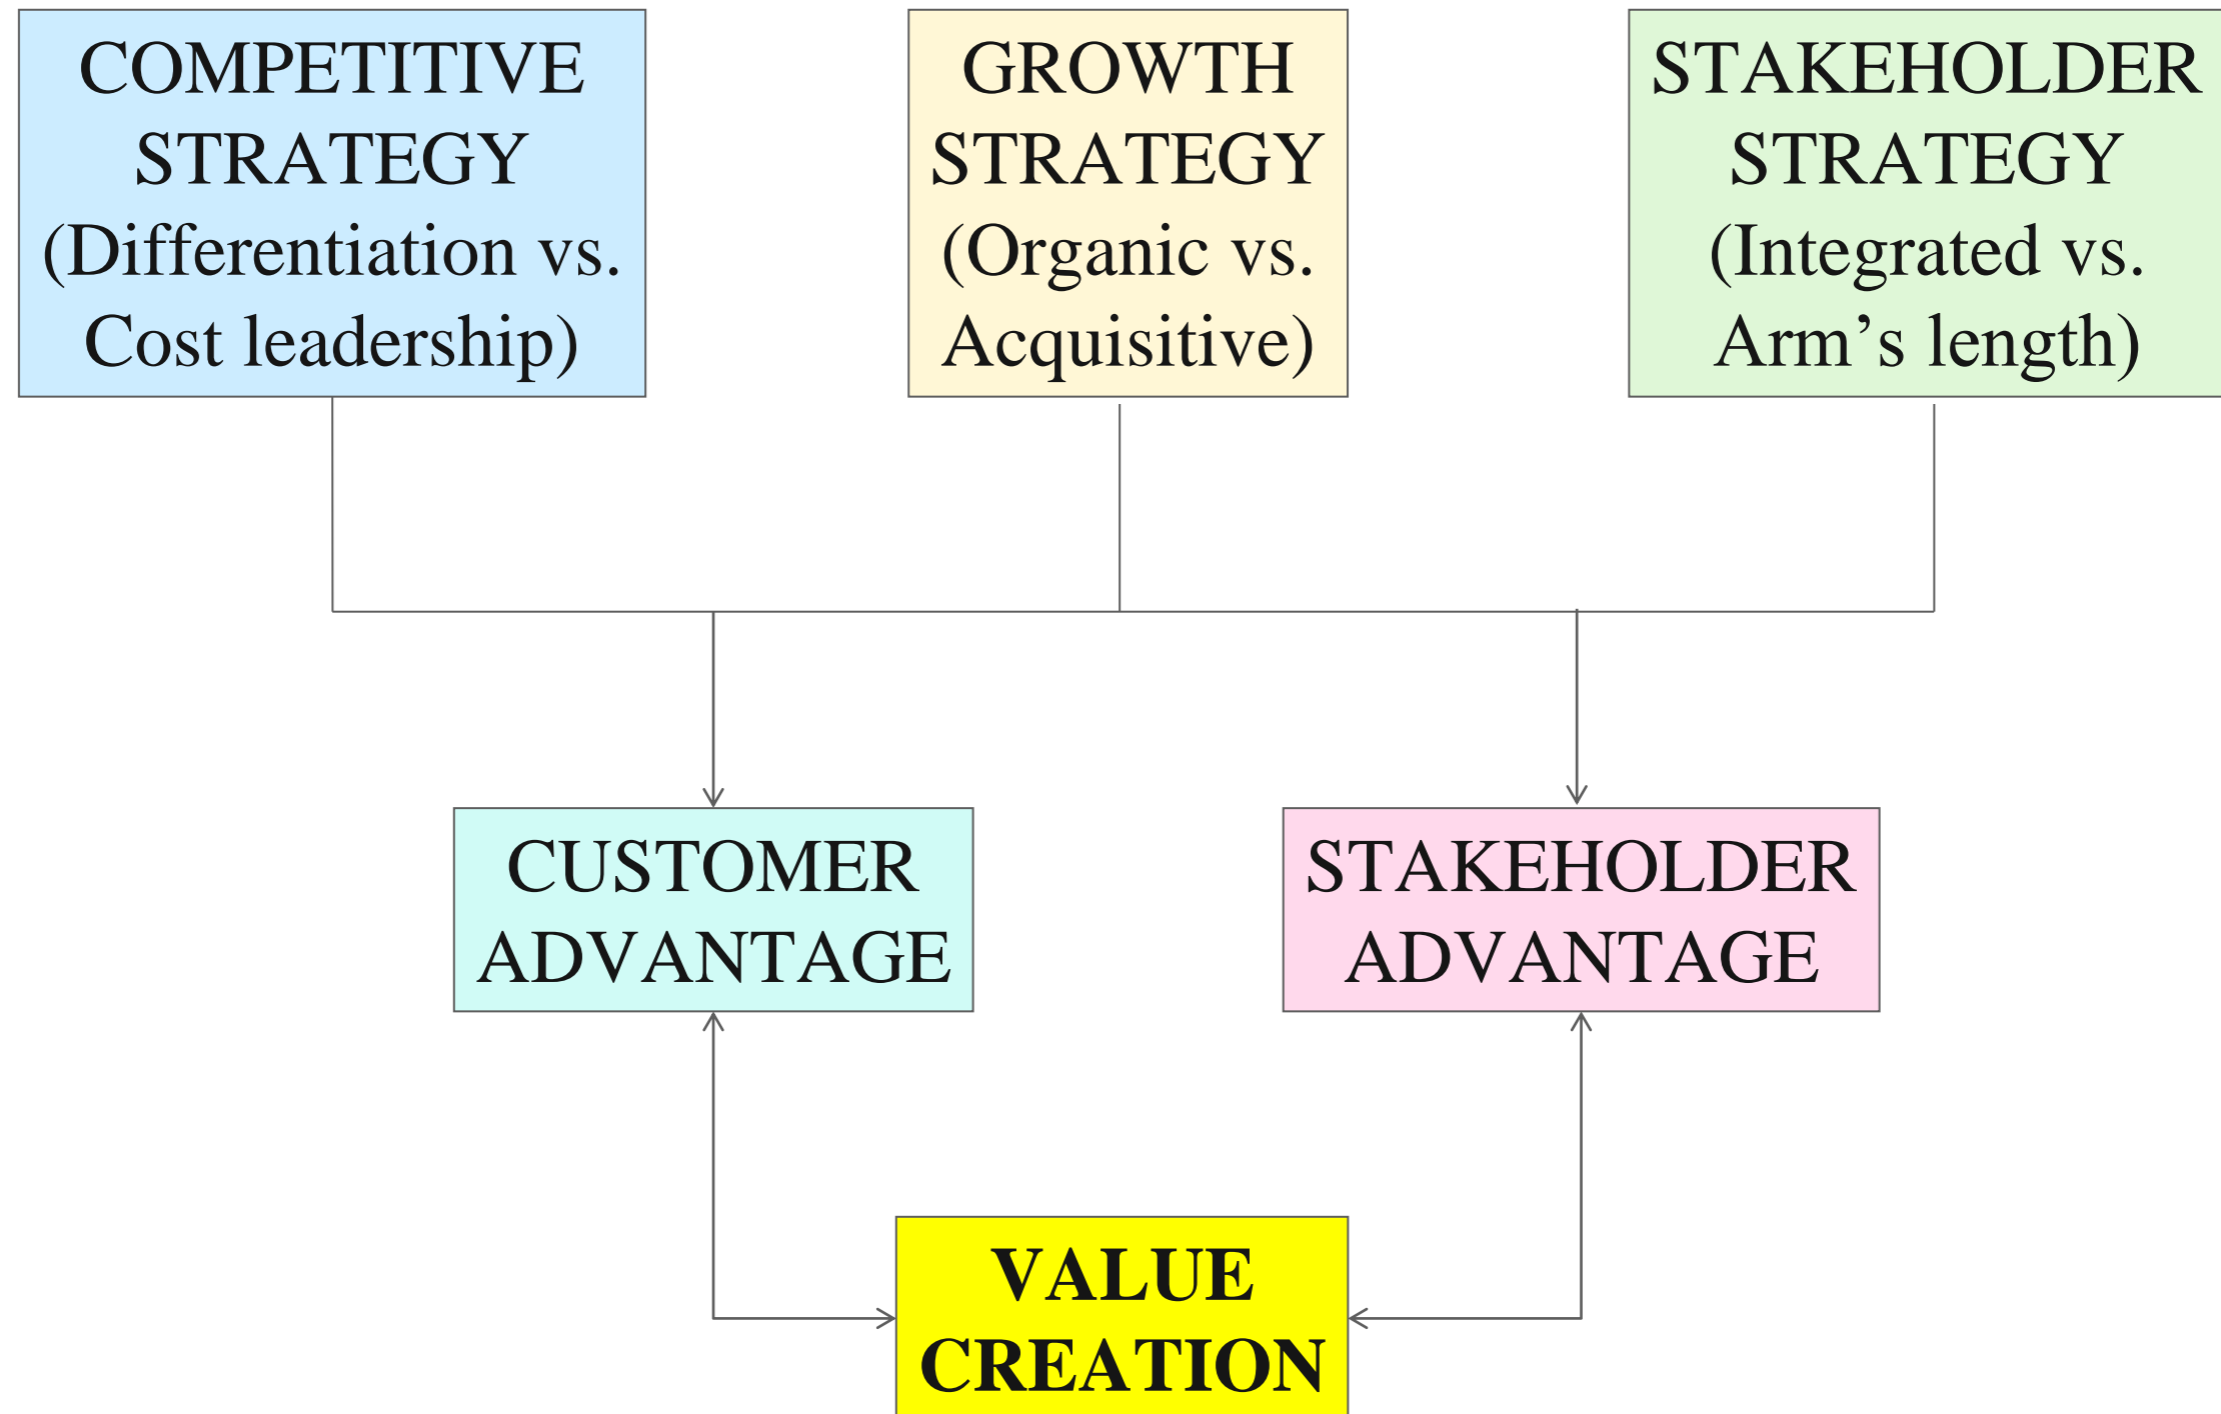 COMPETITIVE
STRATEGY
(Differentiation vs.
Cost leadership)
GROWTH
STRATEGY
(Organic vs.
Acquisitive)
STAKEHOLDER
STRATEGY
(Integrated vs.
Arm’s length)
CUSTOMER
ADVANTAGE
STAKEHOLDER
ADVANTAGE
VALUE
CREATION